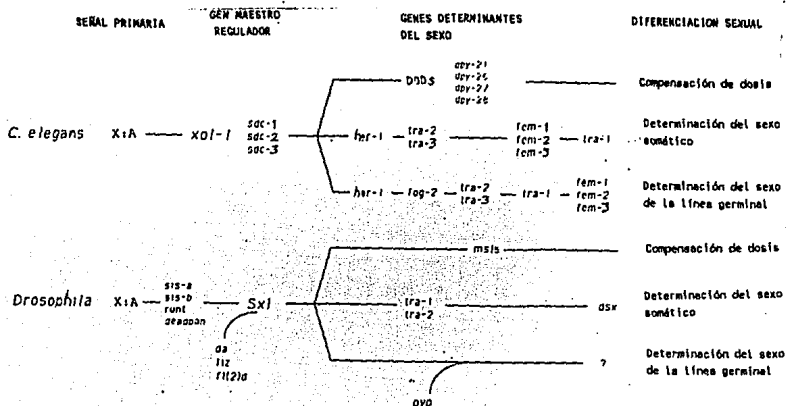 SEÑAL PRIMARIA
GEN MAESTRO
REGULADOR
GENES DETERMINANTES
DEL SEXO
DIFERENCIACION SEXUAL
dpy-21
dpy-26
dpy-27
dpy-28
Compensación de dosis
C. elegans X:A xol-1
sdc-1
sdc-2
sdc-3
her-1
tra-2
tra-3
fem-1
fem-2
fem-3
tra-1
Determinación del sexo
somático
her-1 fog-2
tra-2
tra-3
tra-1
fem-1
fem-2
fem-3
Determinación del sexo
de la línea germinal
msls
Compensación de dosis
Drosophila X:A
sis-a
sis-b
runt
deadpan
Sxl
da
liz
fl(2)d
tra-1
tra-2
dsx
Determinación del sexo
somático
ovo
?
Determinación del sexo
de la línea germinal